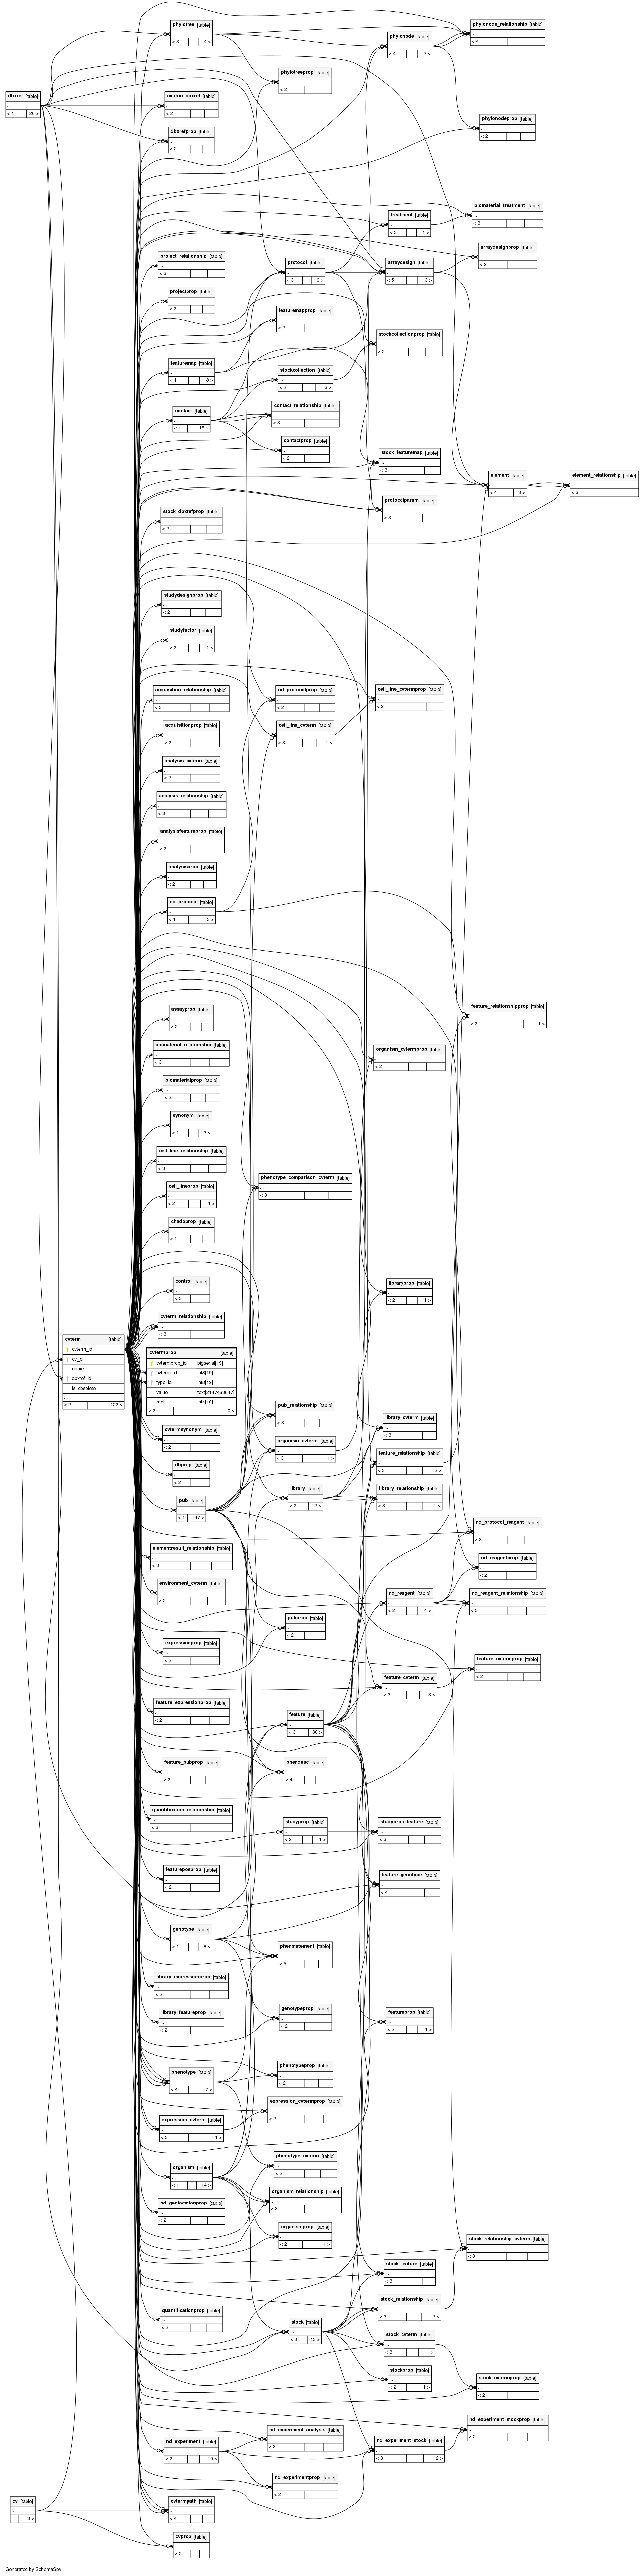 phylotree [table]
...
< 3 4 >
phylonode_relationship [table]
...
< 4
phylonode [table]
...
< 4 7 >
phylotreeprop [table]
...
< 2
dbxref [table]
...
< 1 26 >
cvterm_dbxref [table]
...
< 2
phylonodeprop [table]
...
< 2
dbxrefprop [table]
...
< 2
biomaterial_treatment [table]
...
< 3
treatment [table]
...
< 3 1 >
arraydesignprop [table]
...
< 2
project_relationship [table]
...
< 3
protocol [table]
...
< 3 6 >
arraydesign [table]
...
< 5 3 >
projectprop [table]
...
< 2
featuremapprop [table]
...
< 2
stockcollectionprop [table]
...
< 2
featuremap [table]
...
< 1 8 >
stockcollection [table]
...
< 2 3 >
contact [table]
...
< 1 15 >
contact_relationship [table]
...
< 3
contactprop [table]
...
< 2
stock_featuremap [table]
...
< 3
element [table]
...
< 4 3 >
element_relationship [table]
...
< 3
protocolparam [table]
...
< 3
stock_dbxrefprop [table]
...
< 2
studydesignprop [table]
...
< 2
studyfactor [table]
...
< 2 1 >
acquisition_relationship [table]
...
< 3
nd_protocolprop [table]
...
< 2
cell_line_cvtermprop [table]
...
< 2
acquisitionprop [table]
...
< 2
cell_line_cvterm [table]
...
< 3 1 >
analysis_cvterm [table]
...
< 2
analysis_relationship [table]
...
< 3
analysisfeatureprop [table]
...
< 2
analysisprop [table]
...
< 2
nd_protocol [table]
...
< 1 3 >
assayprop [table]
...
< 2
feature_relationshipprop [table]
...
< 2 1 >
biomaterial_relationship [table]
...
< 3
organism_cvtermprop [table]
...
< 2
biomaterialprop [table]
...
< 2
synonym [table]
...
< 1 3 >
cell_line_relationship [table]
...
< 3
cell_lineprop [table]
...
< 2 1 >
phenotype_comparison_cvterm [table]
...
< 3
chadoprop [table]
...
< 1
control [table]
...
< 3
libraryprop [table]
...
< 2 1 >
cvterm_relationship [table]
...
< 3
cvterm [table]
cvterm_id
cv_id
name
dbxref_id
is_obsolete
...
< 2 122 >
cvtermprop [table]
cvtermprop_id bigserial[19]
cvterm_id int8[19]
type_id int8[19]
value text[2147483647]
rank int4[10]
< 2 0 >
pub_relationship [table]
...
< 3
library_cvterm [table]
...
< 3
cvtermsynonym [table]
...
< 2
organism_cvterm [table]
...
< 3 1 >
feature_relationship [table]
...
< 3 2 >
dbprop [table]
...
< 2
library [table]
...
< 2 12 >
library_relationship [table]
...
< 3 1 >
pub [table]
...
< 1 47 >
nd_protocol_reagent [table]
...
< 3
elementresult_relationship [table]
...
< 3
nd_reagentprop [table]
...
< 2
environment_cvterm [table]
...
< 2
nd_reagent [table]
...
< 2 4 >
nd_reagent_relationship [table]
...
< 3
pubprop [table]
...
< 2
expressionprop [table]
...
< 2
feature_cvtermprop [table]
...
< 2
feature_cvterm [table]
...
< 3 3 >
feature_expressionprop [table]
...
< 2
feature [table]
...
< 3 30 >
feature_pubprop [table]
...
< 2
phendesc [table]
...
< 4
quantification_relationship [table]
...
< 3
studyprop [table]
...
< 2 1 >
studyprop_feature [table]
...
< 3
featureposprop [table]
...
< 2
feature_genotype [table]
...
< 4
genotype [table]
...
< 1 8 >
phenstatement [table]
...
< 5
library_expressionprop [table]
...
< 2
library_featureprop [table]
...
< 2
genotypeprop [table]
...
< 2
featureprop [table]
...
< 2 1 >
phenotype [table]
...
< 4 7 >
phenotypeprop [table]
...
< 2
expression_cvterm [table]
...
< 3 1 >
expression_cvtermprop [table]
...
< 2
organism [table]
...
< 1 14 >
phenotype_cvterm [table]
...
< 2
nd_geolocationprop [table]
...
< 2
organism_relationship [table]
...
< 3
organismprop [table]
...
< 2 1 >
stock_relationship_cvterm [table]
...
< 3
stock_feature [table]
...
< 3
quantificationprop [table]
...
< 2
stock [table]
...
< 3 13 >
stock_relationship [table]
...
< 3 2 >
stock_cvterm [table]
...
< 3 1 >
stockprop [table]
...
< 2 1 >
stock_cvtermprop [table]
...
< 2
nd_experiment_stockprop [table]
...
< 2
nd_experiment [table]
...
< 2 10 >
nd_experiment_analysis [table]
...
< 3
nd_experiment_stock [table]
...
< 3 2 >
nd_experimentprop [table]
...
< 2
cv [table]
...
3 >
cvtermpath [table]
...
< 4
cvprop [table]
...
< 2
Generated by SchemaSpy